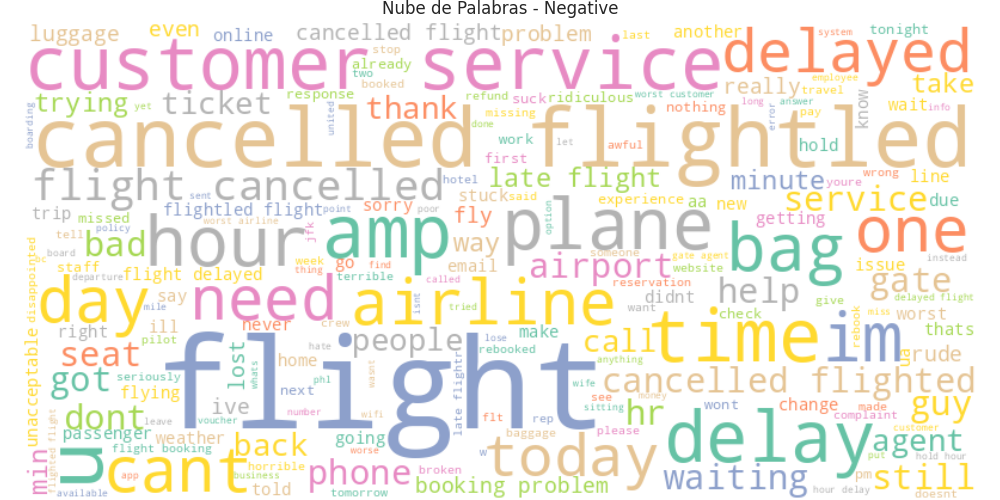 Nube de Palabras - Negative
luggage even online cancelled flight problem another last system tonight
customer service delayed
stop already two booked response refund suck ridiculous worst customer really employee travel take
trying yet ticket thank missing nothing long answer pay wait info know
boarding united error
cancelled flightled
done work let awful hold
first
flight cancelled hotel late flight minute youre wrong line
sent stuck said experience aa new service due
trip missed flightled flight point poor sorry fly option getting one
policy worst airline jfk
tell bad hour amp way plane someone bag
board instead
staff departure flight delayed week thing go find email airport gate agent website issue gate
terrible called reservation help
disappointed
day need airline didnt give delayed flight
say mile isnt tried want check rebook miss worst
right ill never crew people make call time im thats
pilot hate lose rebooked
unacceptable seat lost whats home anything ua rude
got seriously next phl wasnt flight wife cancelled flighted
flying money
dont ive number late flightr flt see sitting hr wont change made guy
leave voucher wifi rep please complaint customer
passenger weather back going worse baggage delay agent
flighted flight flight booking w put hold hour
u
min cant app horrible business phone broken today waiting pm still
available told tomorrow booking problem hour delay doesnt